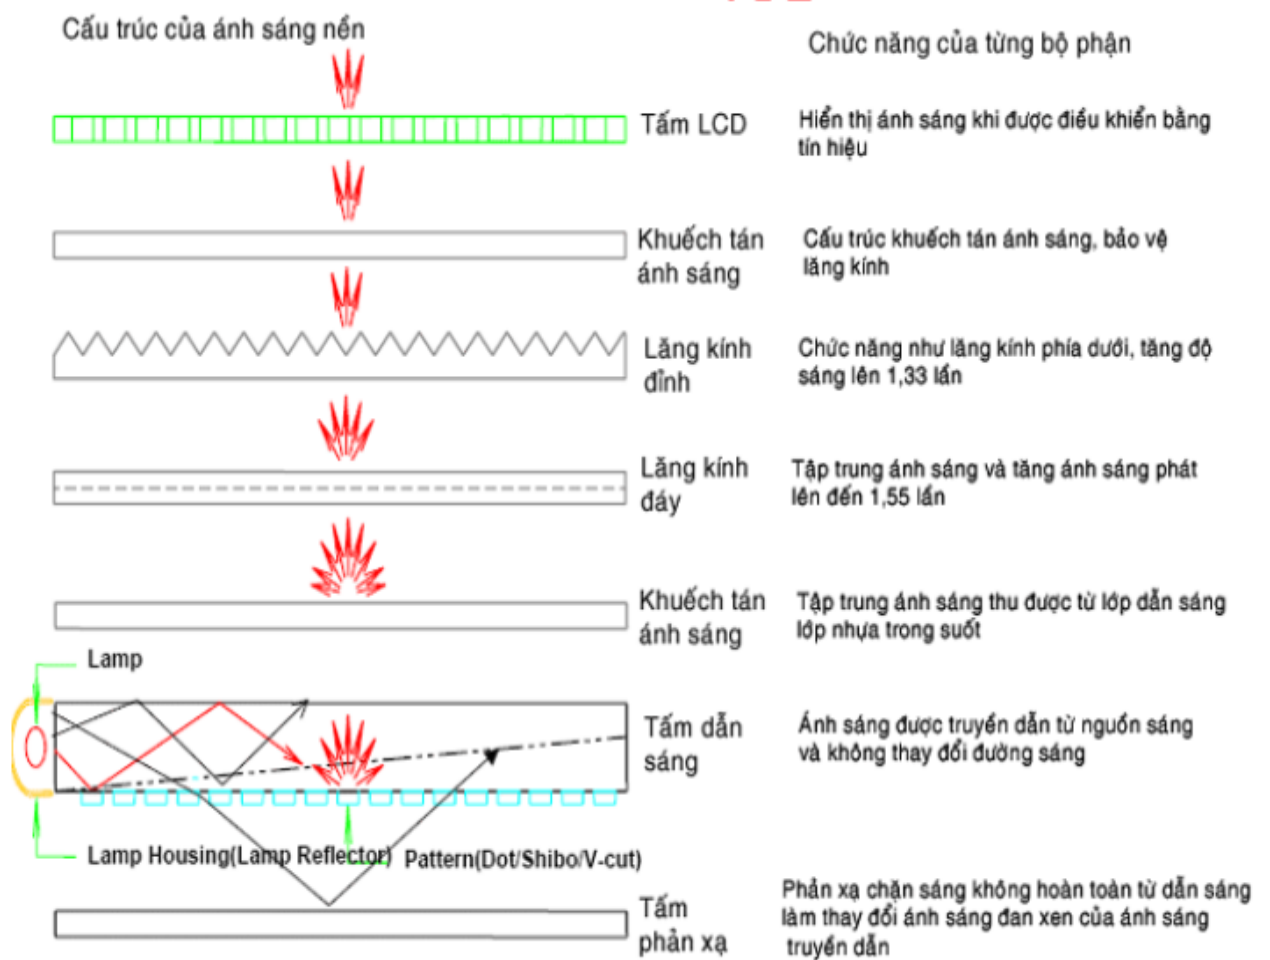 Cấu trúc của ánh sáng nền
Chức năng của từng bộ phận
Tấm LCD
Hiển thị ánh sáng khi được điều khiển bằng
tín hiệu
Khuếch tán
ánh sáng
Cấu trúc khuếch tán ánh sáng, bảo vệ
lăng kính
Lăng kính
đỉnh
Chức năng như lăng kính phía dưới, tăng độ
sáng lên 1,33 lần
Lăng kính
đáy
Tập trung ánh sáng và tăng ánh sáng phát
lên đến 1,55 lần
Khuếch tán
ánh sáng
Tập trung ánh sáng thu được từ lớp dẫn sáng
lớp nhựa trong suốt
Lamp
Tấm dẫn
sáng
Ánh sáng được truyền dẫn từ nguồn sáng
và không thay đổi đường sáng
Lamp Housing(Lamp Reflector)
Pattern(Dot/Shibo/V-cut)
Tấm
phản xạ
Phản xạ chặn sáng không hoàn toàn từ dẫn sáng
làm thay đổi ánh sáng đan xen của ánh sáng
truyền dẫn